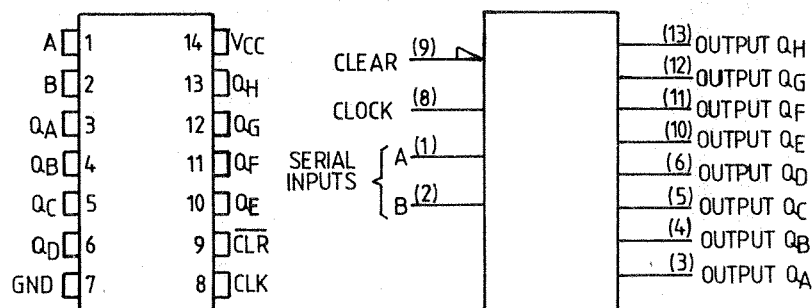 A 1 14 VCC
B 2 13 QH
QA 3 12 QG
QB 4 11 QF
QC 5 10 QE
QD 6 9 CLR
GND 7 8 CLK
CLEAR (9)
CLOCK (8)
SERIAL INPUTS
A (1)
B (2)
(13) OUTPUT QH
(12) OUTPUT QG
(11) OUTPUT QF
(10) OUTPUT QE
(6) OUTPUT QD
(5) OUTPUT QC
(4) OUTPUT QB
(3) OUTPUT QA